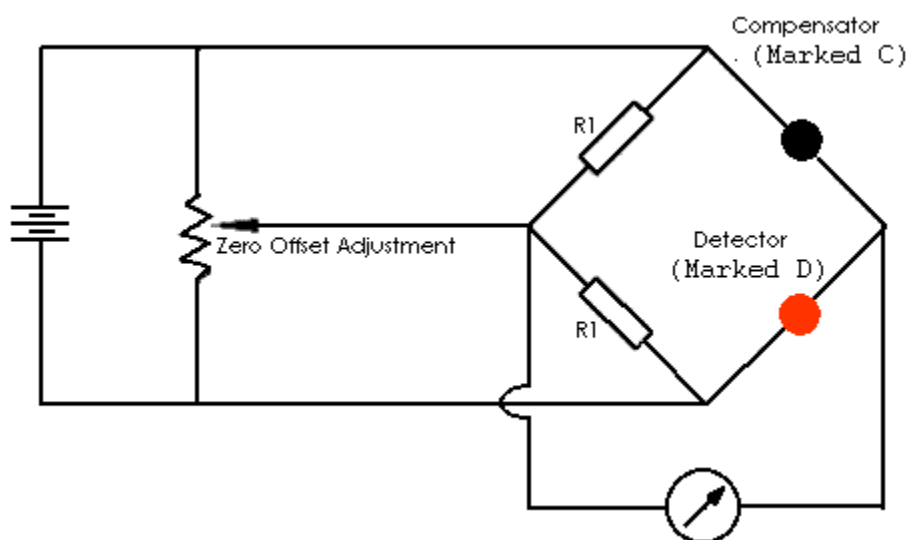 Compensator
. (Marked C)
R1
Zero Offset Adjustment
Detector
(Marked D)
R1